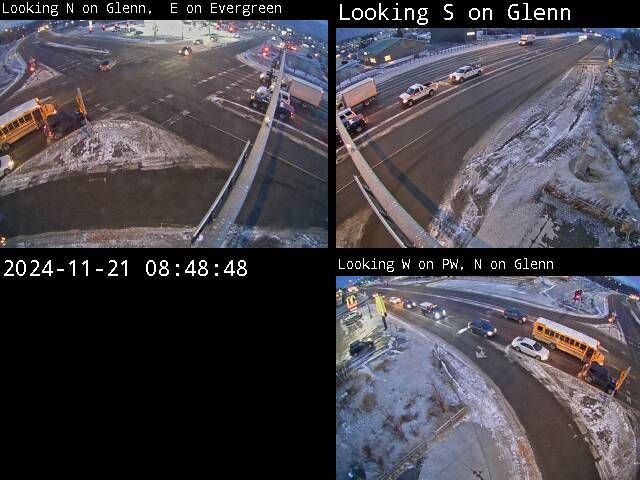 Looking N on Glenn,  E on Evergreen
Looking S on Glenn
2024-11-21 08:48:48
Looking W on PW, N on Glenn